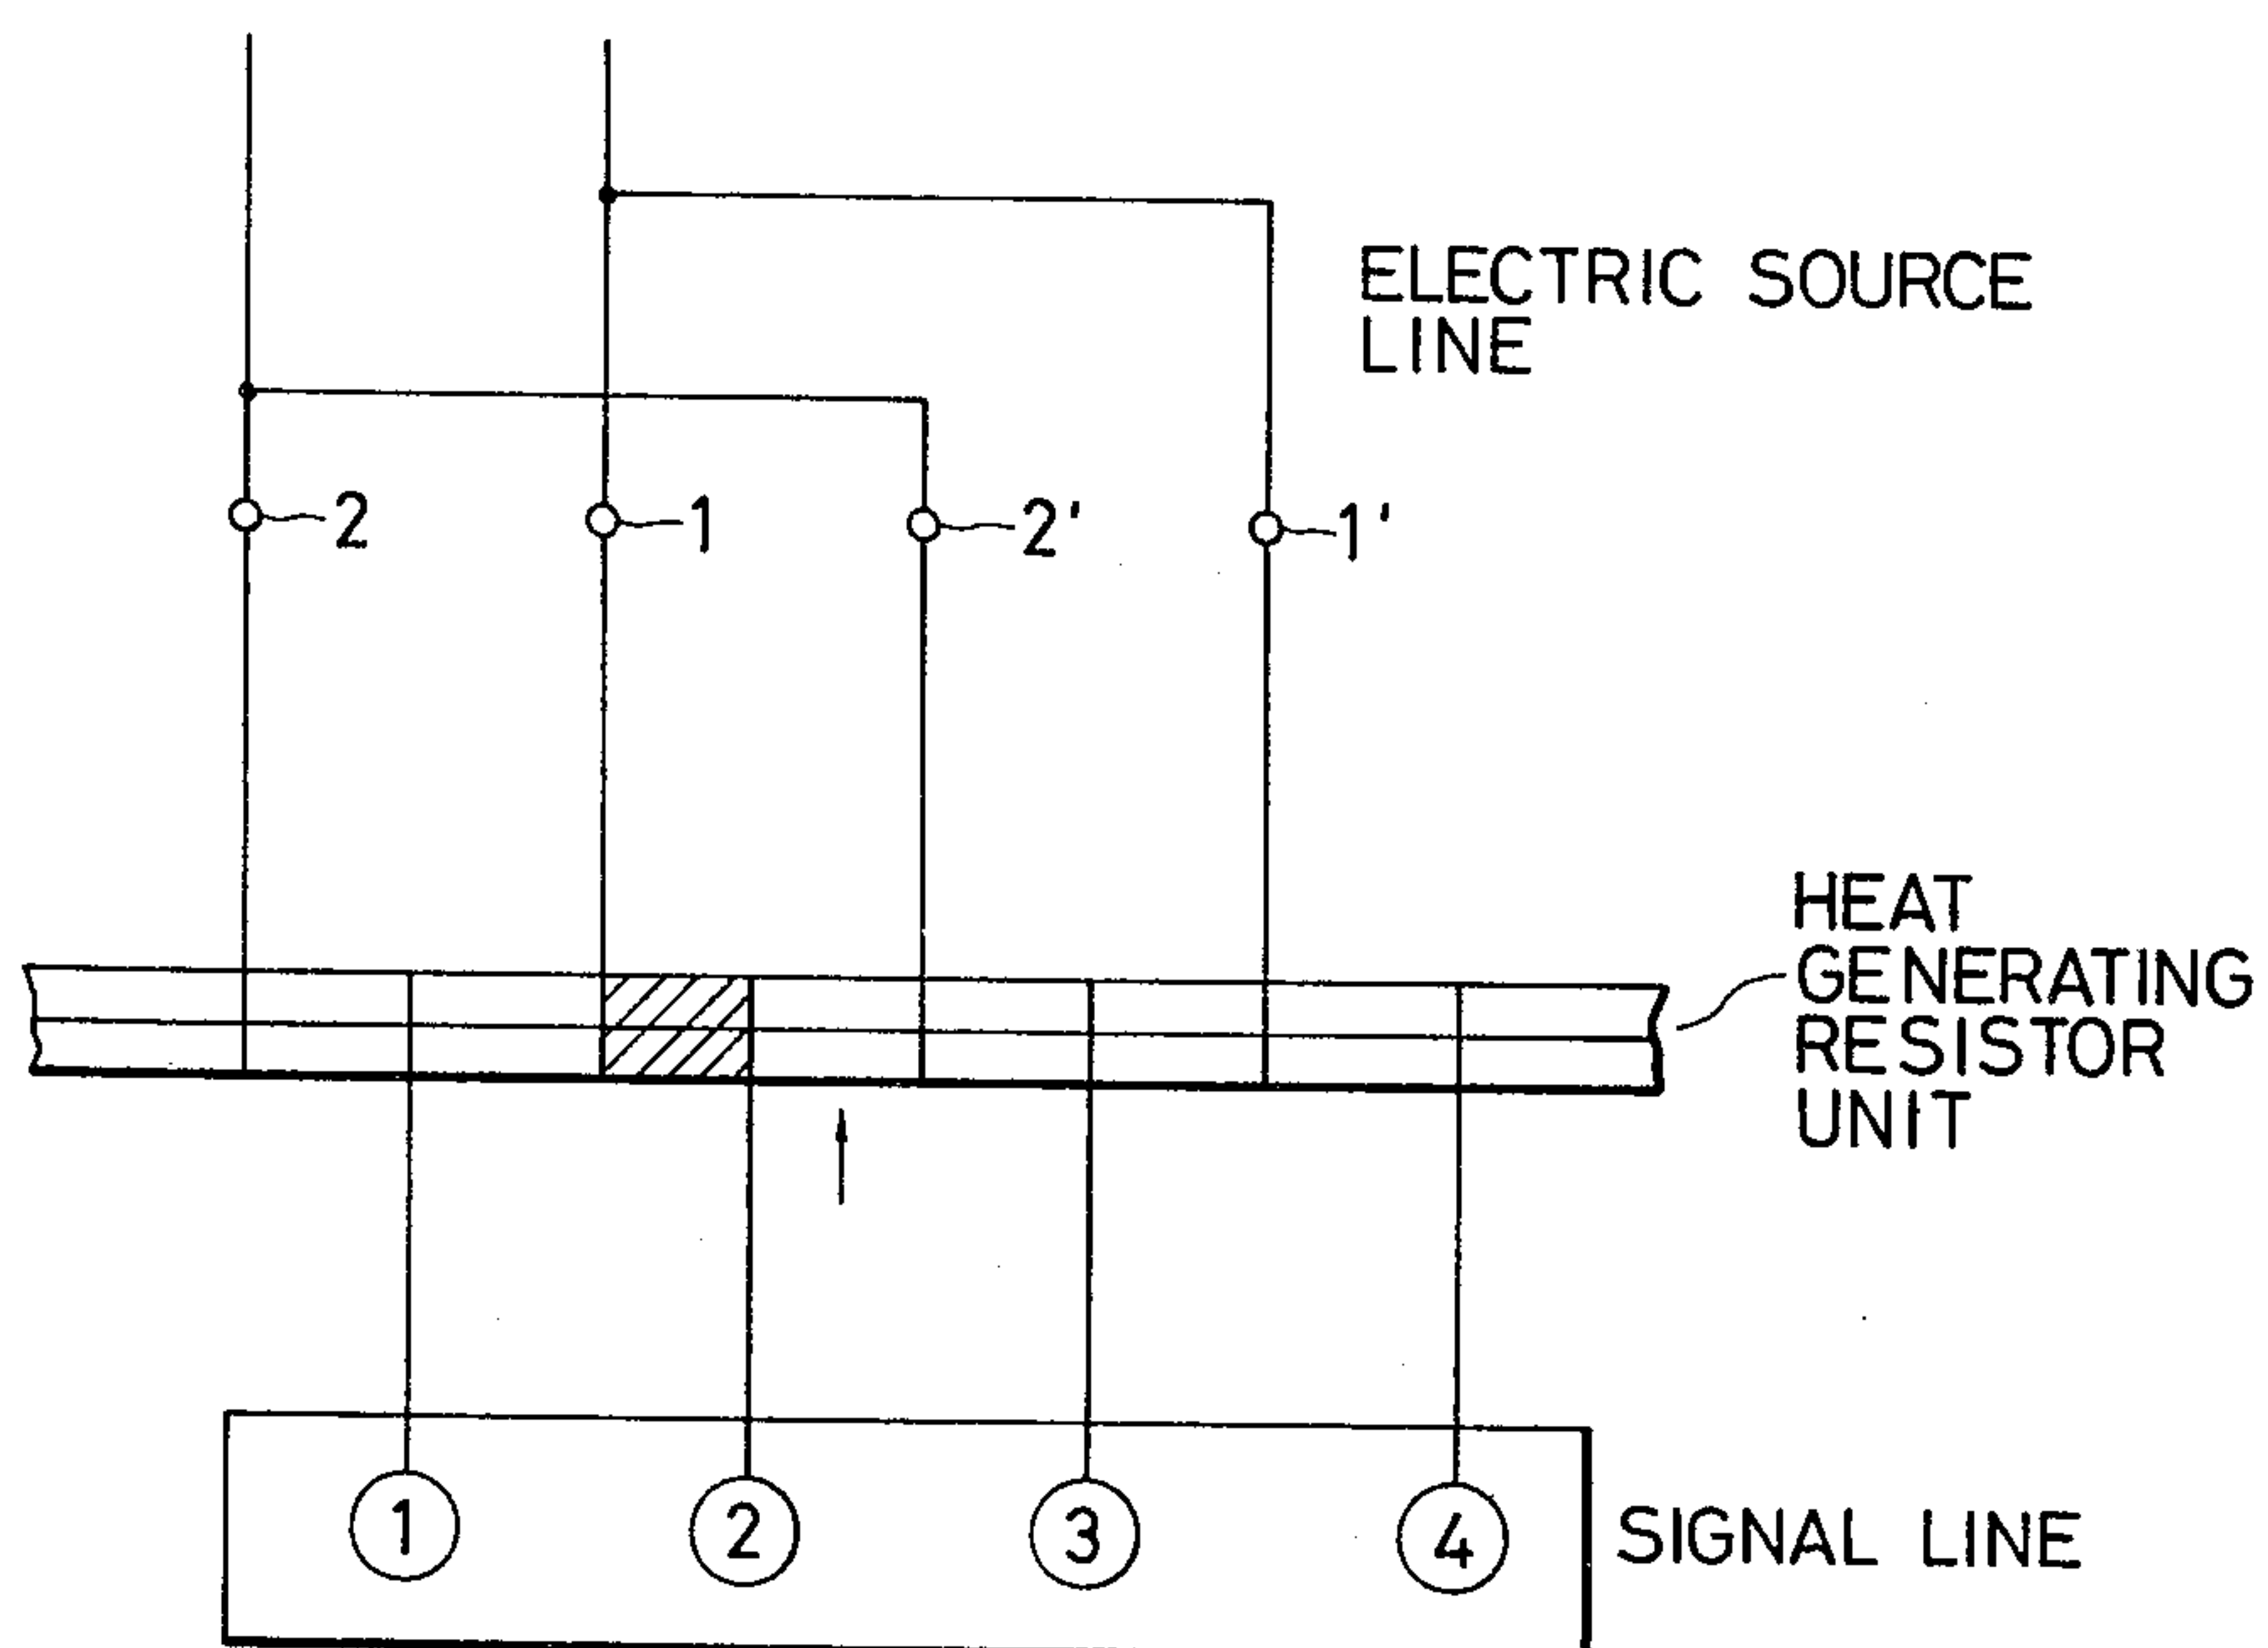 ELECTRIC SOURCE
LINE
2
1
2'
1'
HEAT
GENERATING
RESISTOR
UNIT
1
2
3
4
SIGNAL LINE